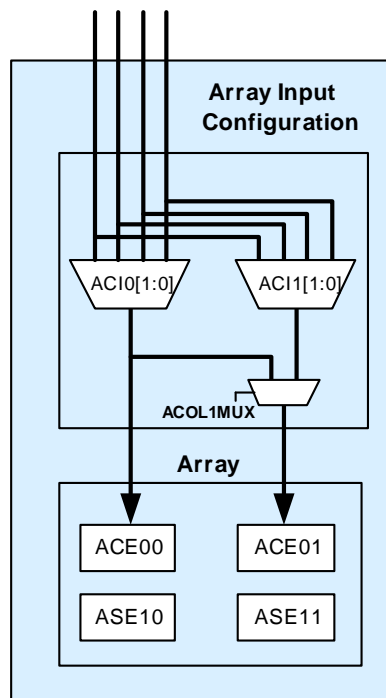 Array Input
Configuration
ACI0[1:0]
ACI1[1:0]
ACOL1MUX
Array
ACE00
ACE01
ASE10
ASE11